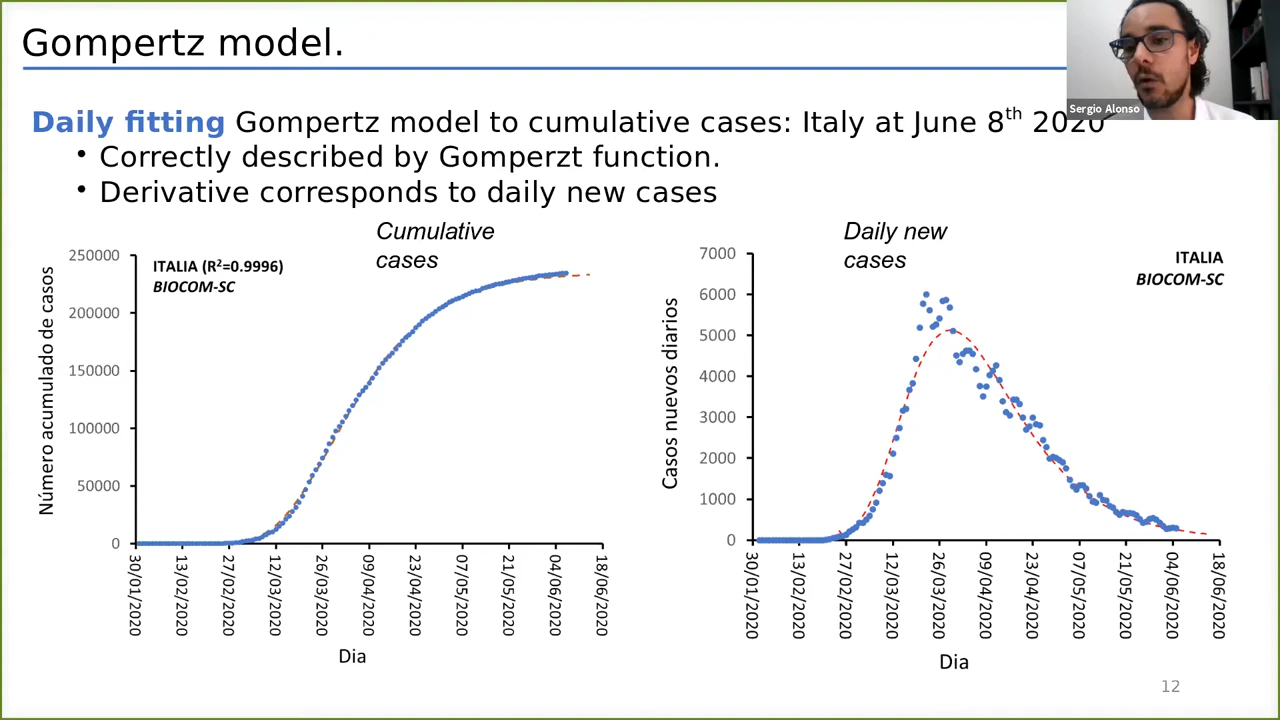 Gompertz model.
Sergio Alonso
Daily fitting Gompertz model to cumulative cases: Italy at June 8th 2020
• Correctly described by Gomperzt function.
• Derivative corresponds to daily new cases
Cumulative
cases
ITALIA (R²=0.9996)
BIOCOM-SC
Número acumulado de casos
250000
200000
150000
100000
50000
0
30/01/2020
13/02/2020
27/02/2020
12/03/2020
26/03/2020
09/04/2020
23/04/2020
07/05/2020
21/05/2020
04/06/2020
18/06/2020
Dia
Daily new
cases
ITALIA
BIOCOM-SC
Casos nuevos diarios
7000
6000
5000
4000
3000
2000
1000
0
30/01/2020
13/02/2020
27/02/2020
12/03/2020
26/03/2020
09/04/2020
23/04/2020
07/05/2020
21/05/2020
04/06/2020
18/06/2020
Dia
12